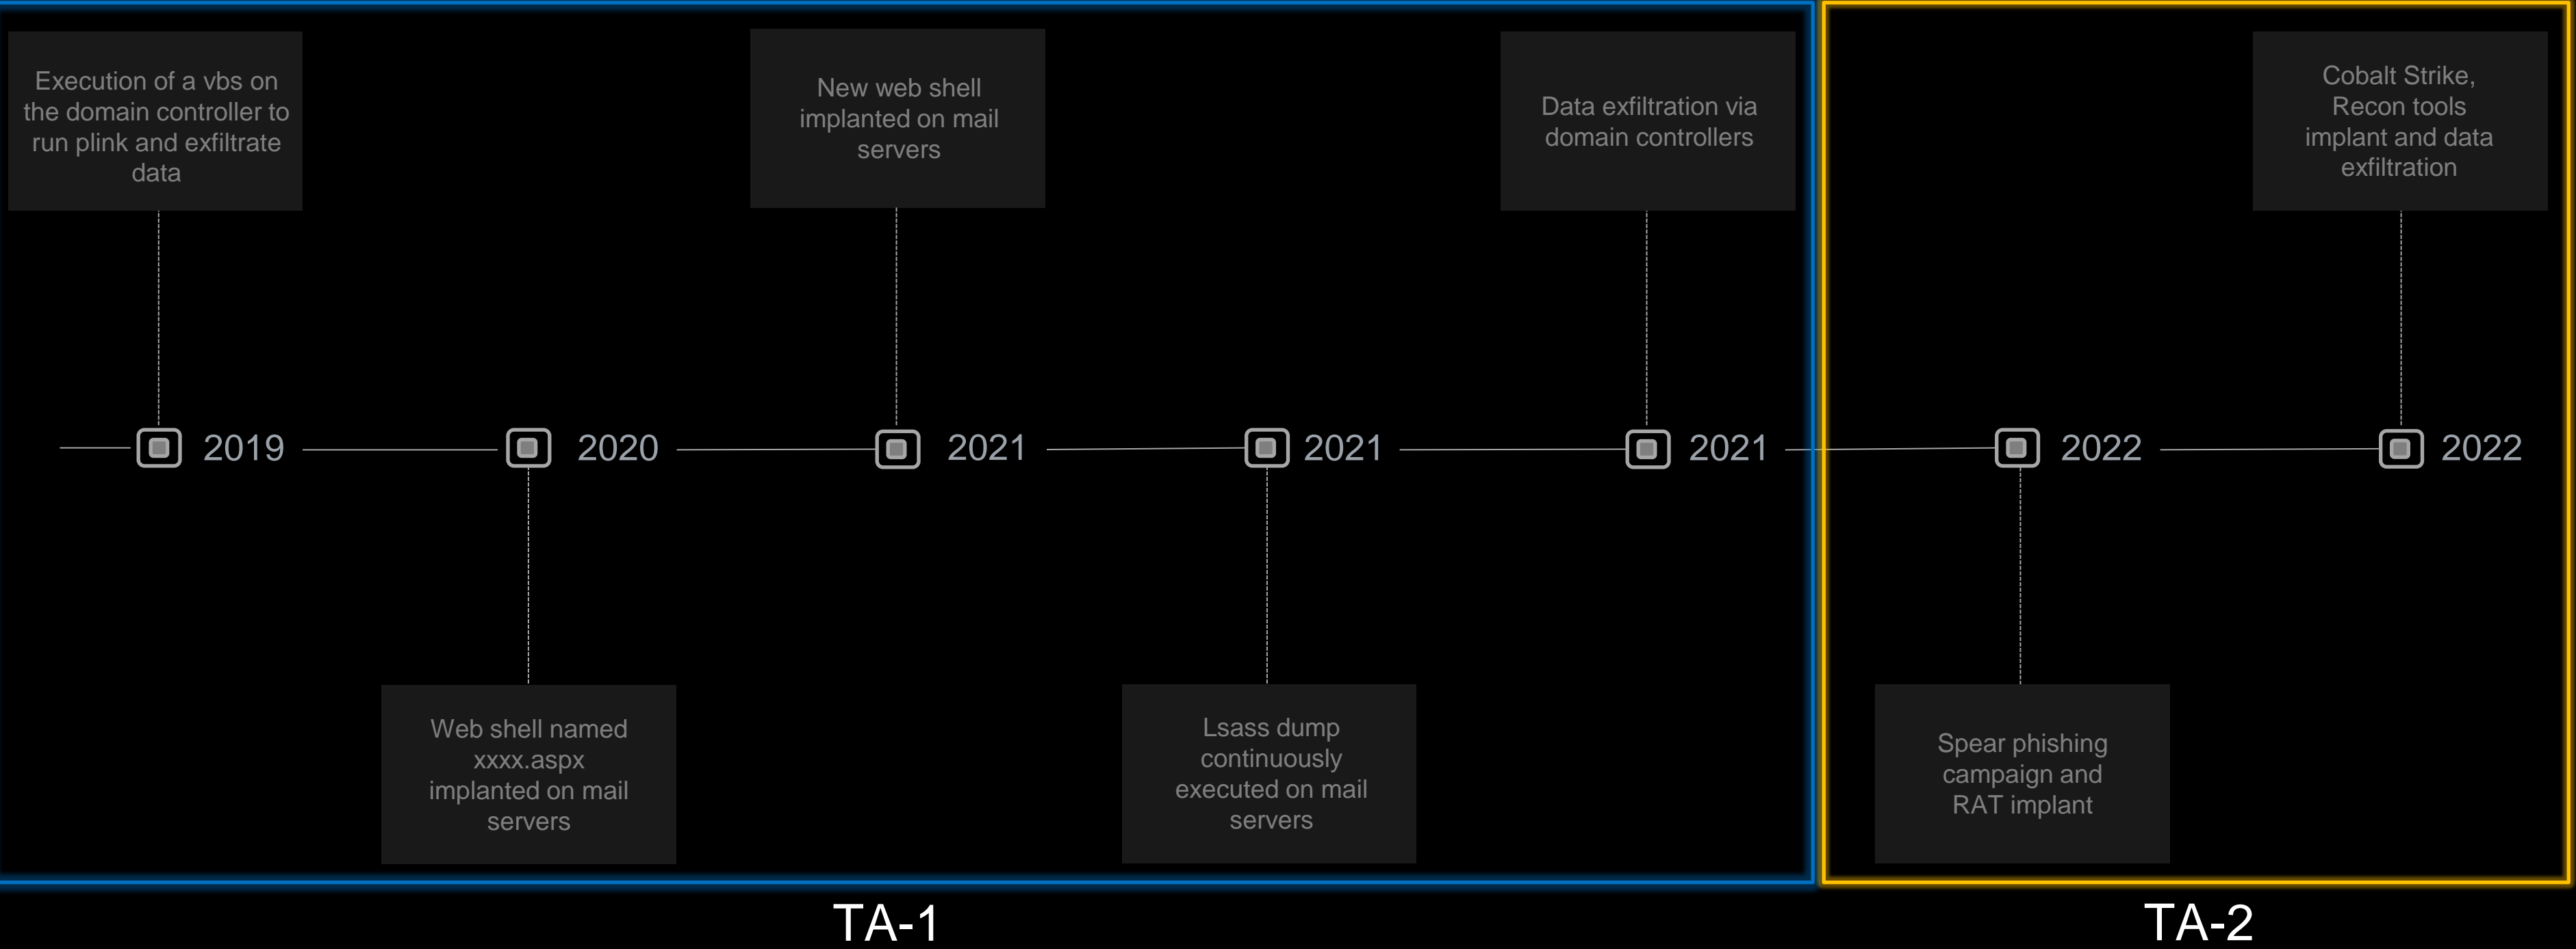 Execution of a vbs on
the domain controller to
run plink and exfiltrate
data
New web shell
implanted on mail
servers
Data exfiltration via
domain controllers
Cobalt Strike,
Recon tools
implant and data
exfiltration
2019
2020
2021
2021
2021
2022
2022
Web shell named
xxxx.aspx
implanted on mail
servers
Lsass dump
continuously
executed on mail
servers
Spear phishing
campaign and
RAT implant
TA-1
TA-2